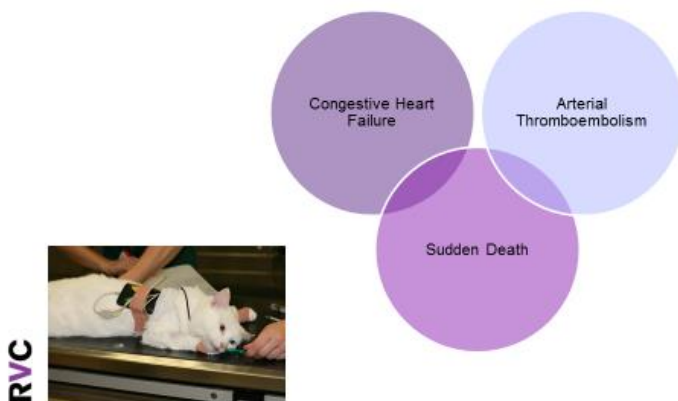 Congestive Heart
Failure
Arterial
Thromboembolism
Sudden Death
RVC